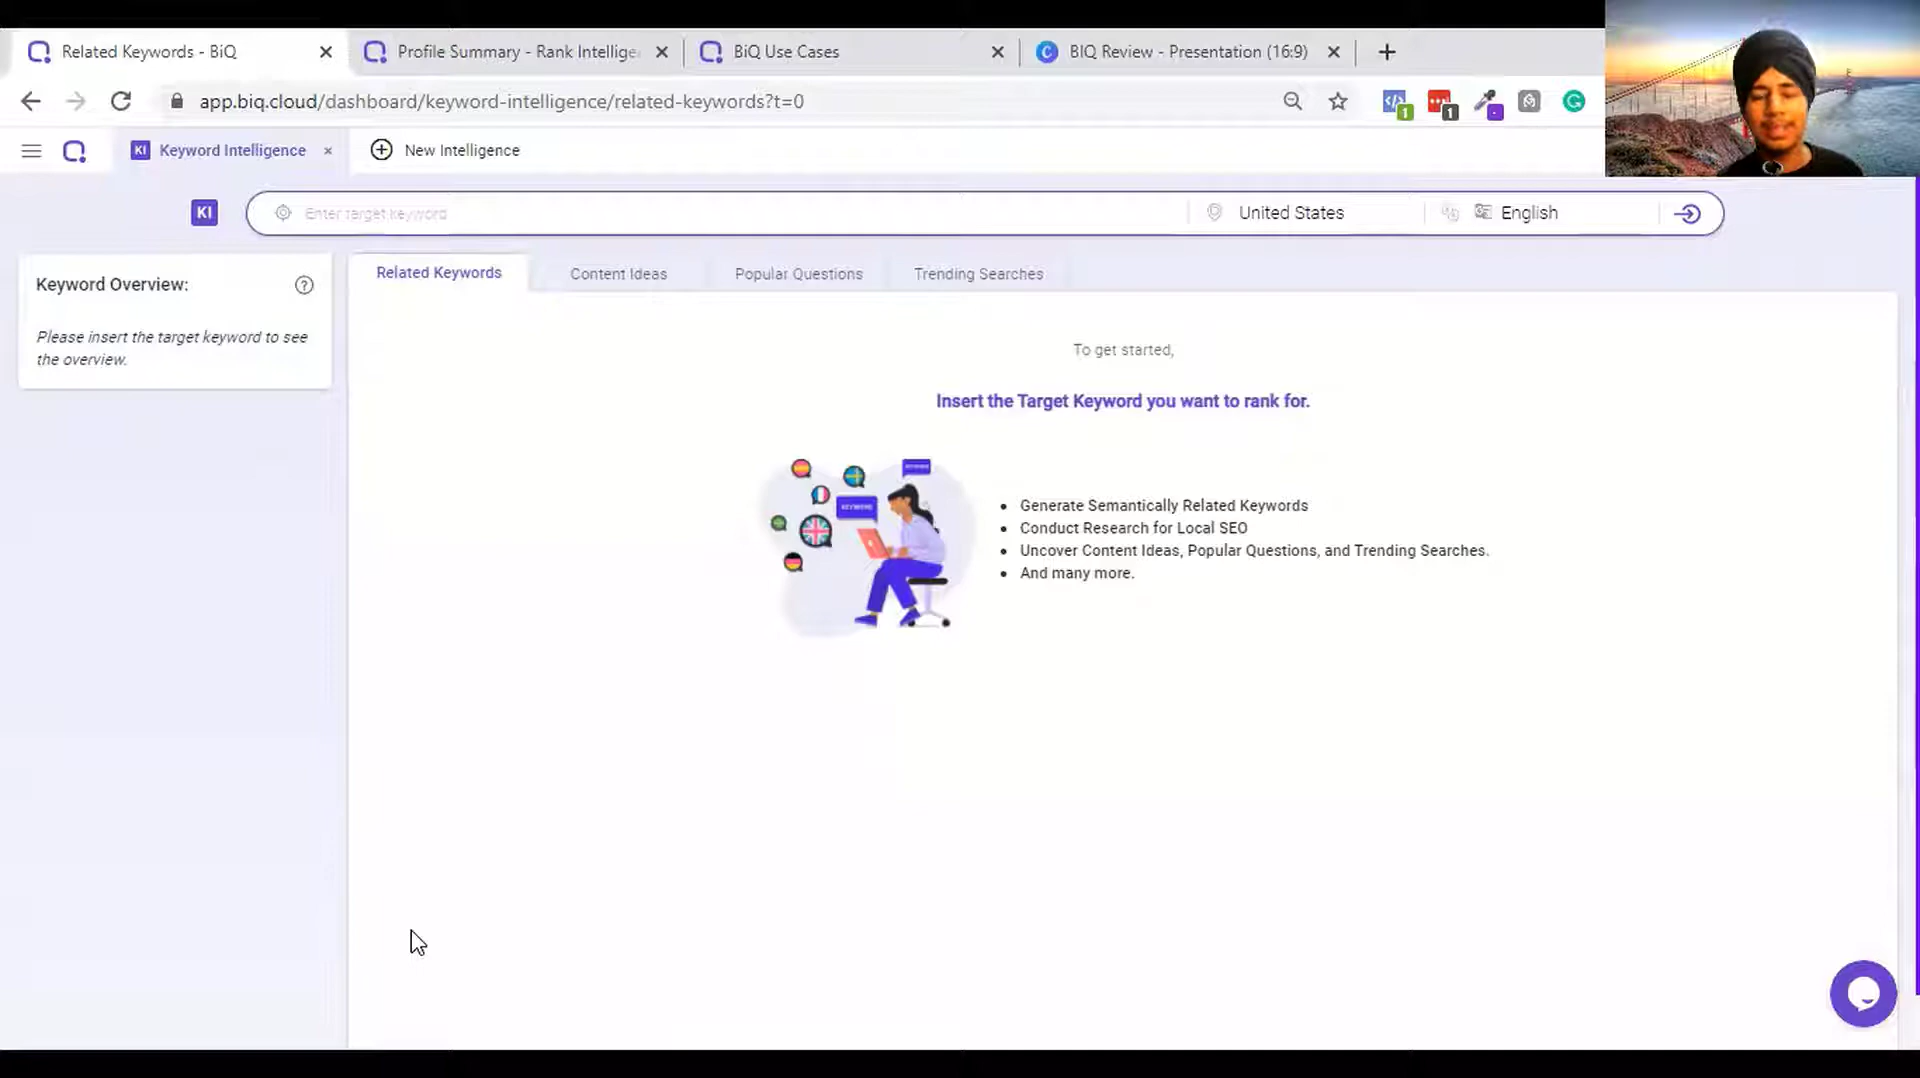 Related Keywords - BiQ
Profile Summary - Rank Intellige
BiQ Use Cases
BIQ Review - Presentation (16:9)
app.biq.cloud/dashboard/keyword-intelligence/related-keywords?t=0
1
1
KI Keyword Intelligence
New Intelligence
KI
Enter target keyword
United States
English
Keyword Overview:
Please insert the target keyword to see
the overview.
Related Keywords
Content Ideas
Popular Questions
Trending Searches
To get started,
Insert the Target Keyword you want to rank for.
KEYWORD
KEYWORD
Generate Semantically Related Keywords
Conduct Research for Local SEO
Uncover Content Ideas, Popular Questions, and Trending Searches.
And many more.